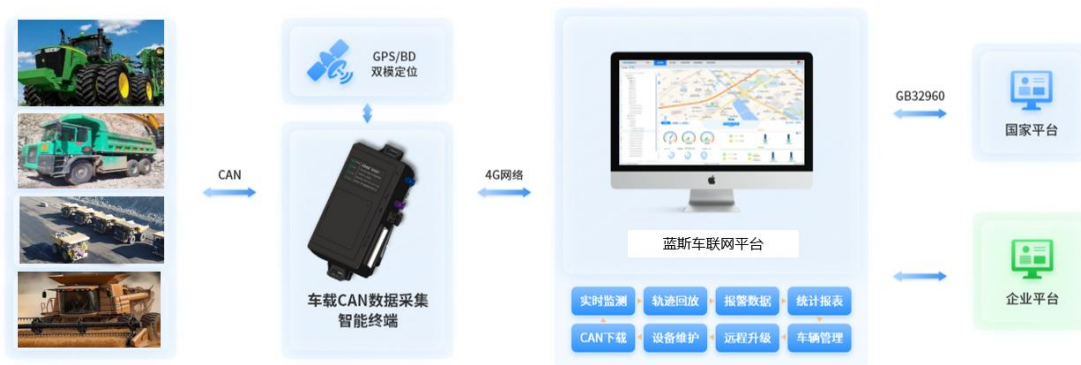 GPS/BD
双模定位
CAN
4G网络
GB32960
国家平台
蓝斯车联网平台
车载CAN数据采集
智能终端
实时监测
轨迹回放
报警数据
统计报表
CAN下载
设备维护
远程升级
车辆管理
企业平台